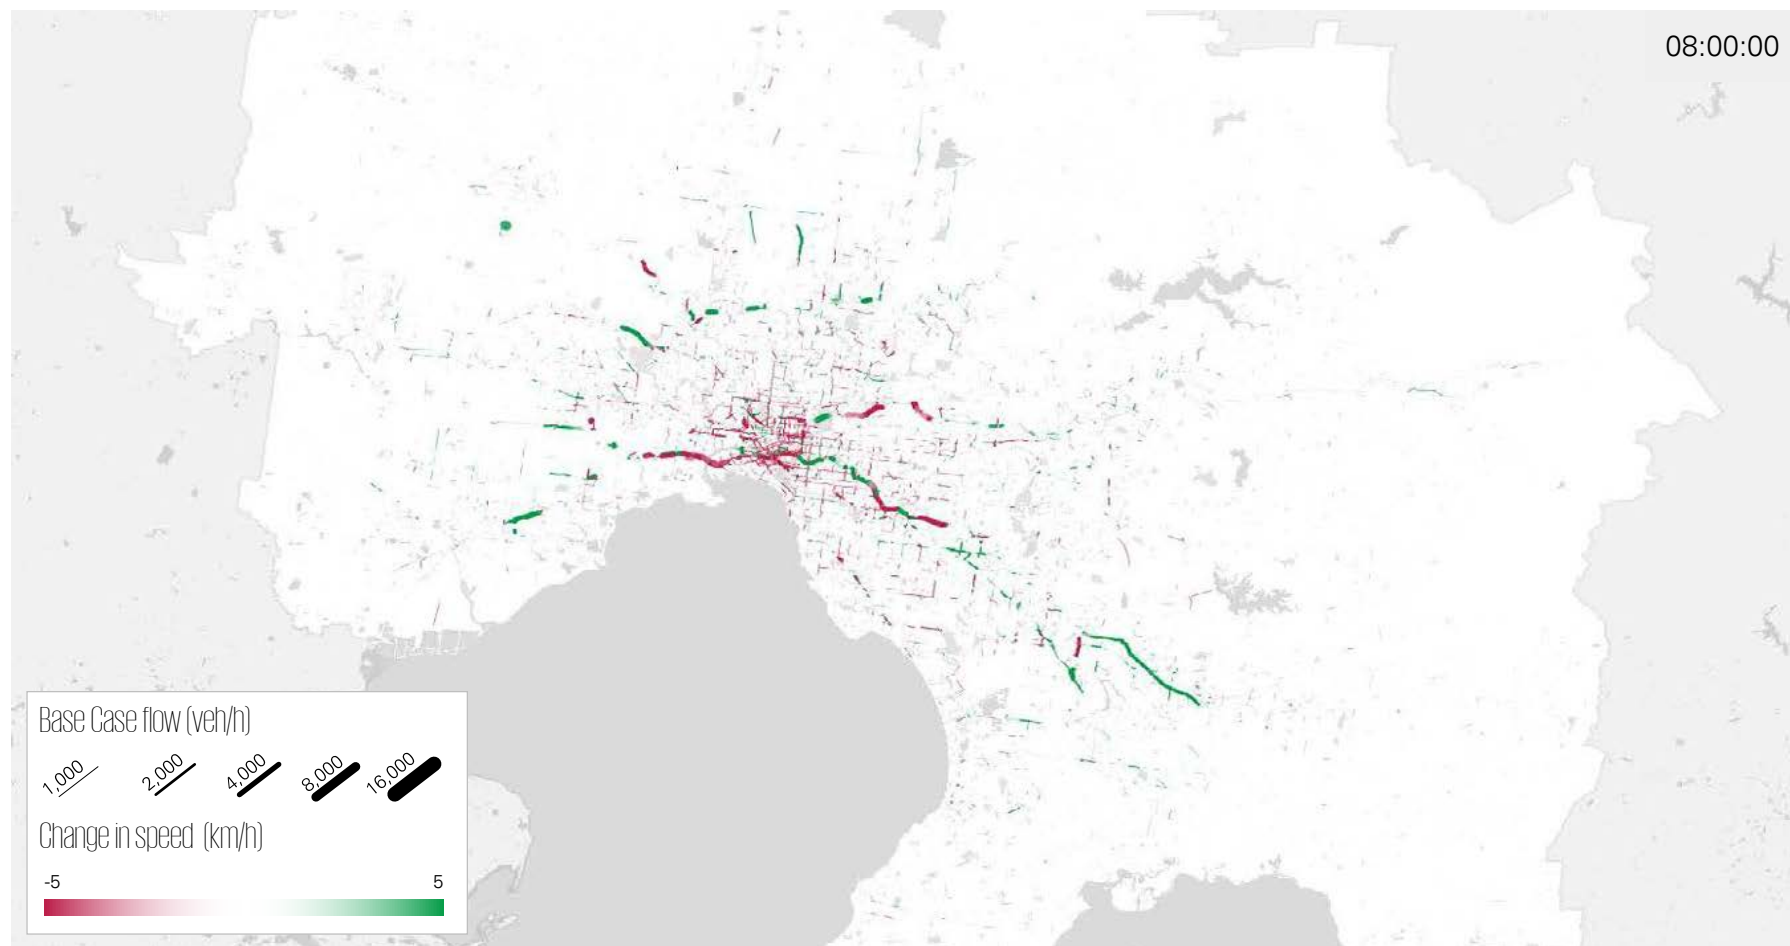 08:00:00
Base Case flow (veh/h)
1,000 2,000 4,000 8,000 16,000
Change in speed (km/h)
-5 5